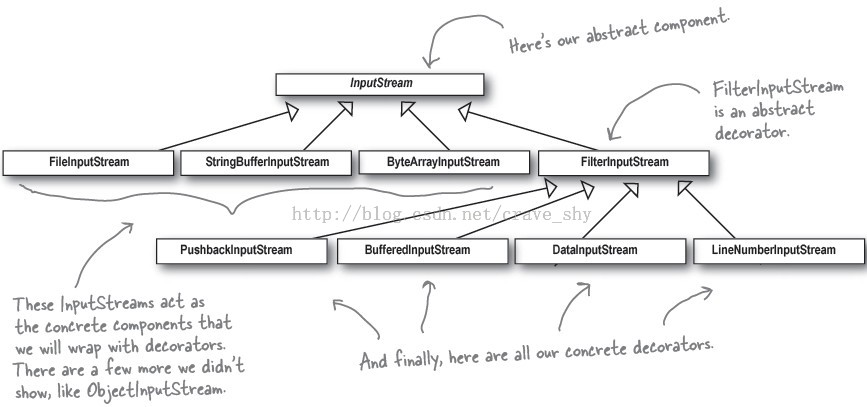 Here's our abstract component.
InputStream
FilterInputStream
is an abstract
decorator.
FileInputStream
StringBufferInputStream
ByteArrayInputStream
FilterInputStream
http://blog.csdn.net/crave_shy
PushbackInputStream
BufferedInputStream
DataInputStream
LineNumberInputStream
These InputStreams act as
the concrete components that
we will wrap with decorators.
There are a few more we didn't
show, like ObjectInputStream.
And finally, here are all our concrete decorators.